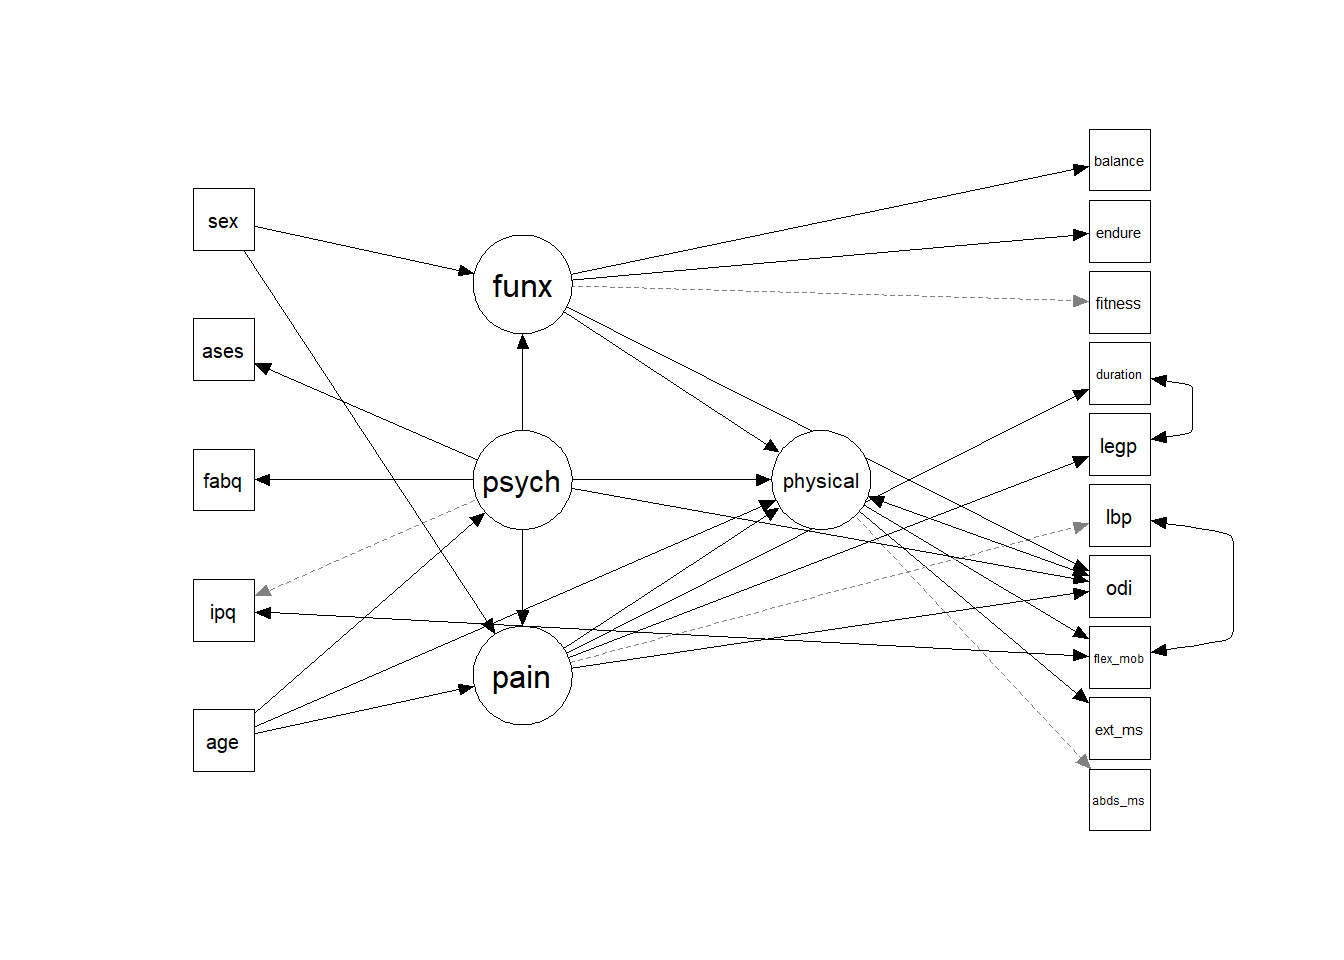 sex
ases
fabq
ipq
age
funx
psych
pain
physical
balance
endure
fitness
duration
legp
lbp
odi
flex_mob
ext_ms
abds_ms